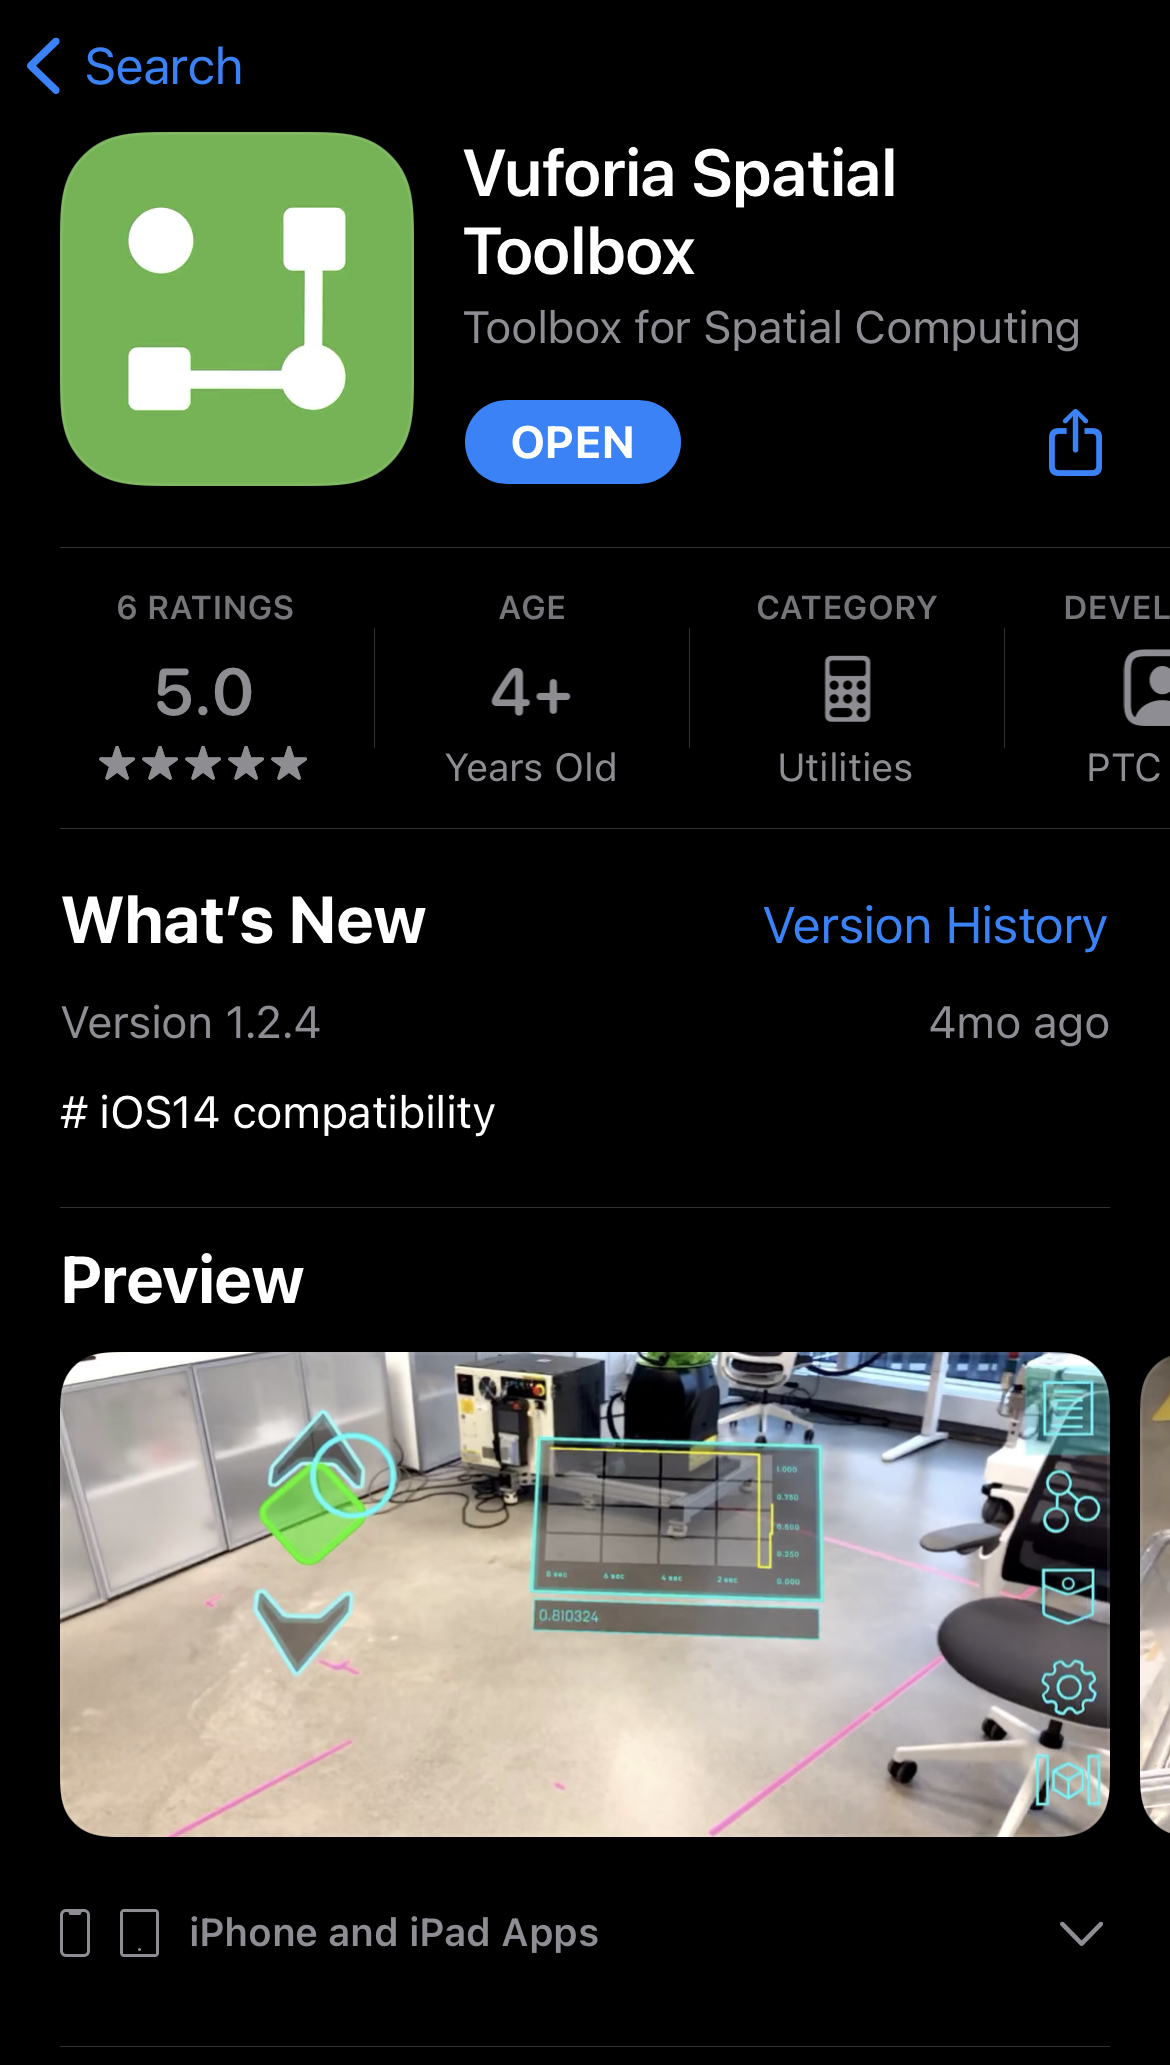 Search
Vuforia Spatial
Toolbox
Toolbox for Spatial Computing
OPEN
6 RATINGS
5.0
AGE
4+
Years Old
CATEGORY
Utilities
DEVEL
PTC
What's New
Version History
Version 1.2.4
4mo ago
# iOS14 compatibility
Preview
1.000
0.750
0.500
0.250
0.000
8 sec 6 sec 4 sec 2 sec
0.810324
iPhone and iPad Apps